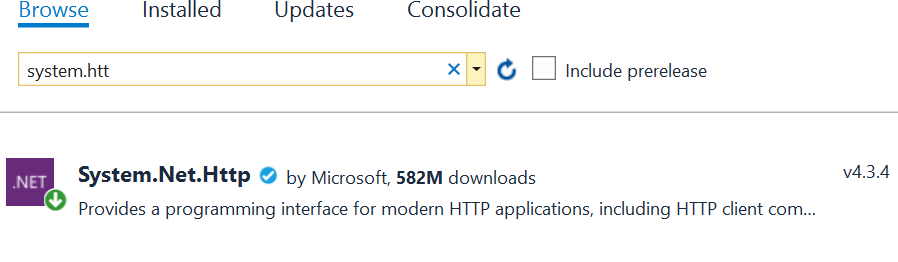 Browse Installed Updates Consolidate
system.htt Include prerelease
.NET System.Net.Http by Microsoft, 582M downloads v4.3.4
Provides a programming interface for modern HTTP applications, including HTTP client com...